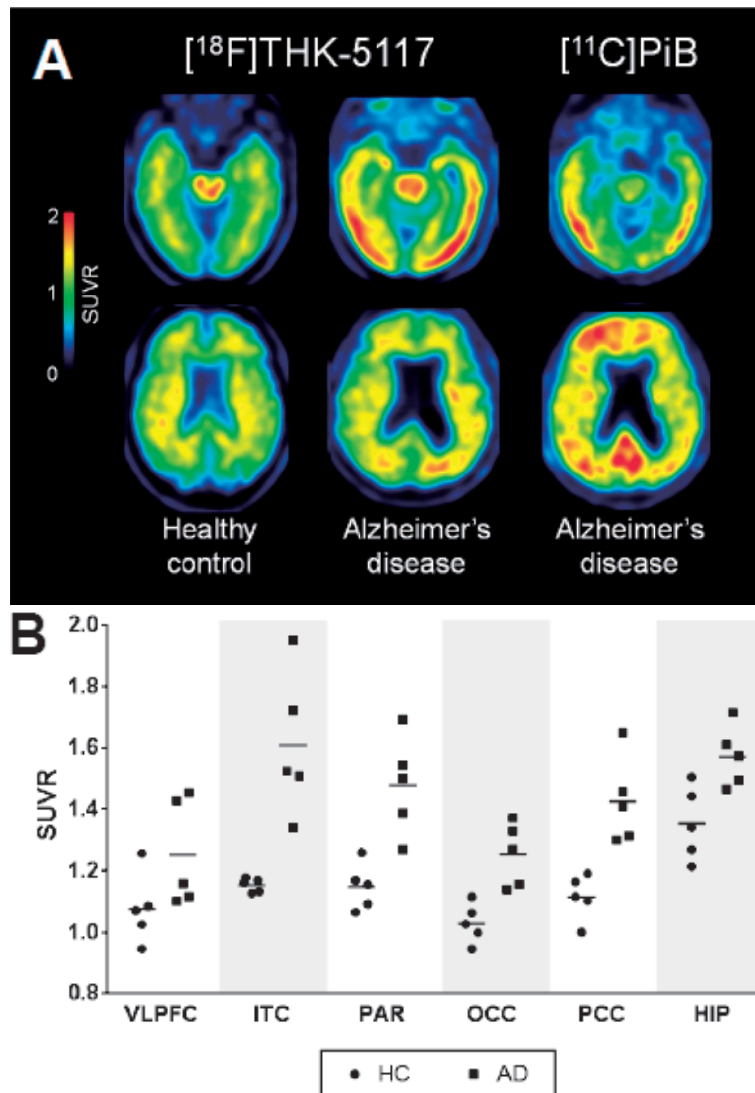 A
[¹⁸F]THK-5117 [¹¹C]PiB
2
1
0
SUVR
Healthy control
Alzheimer's disease
Alzheimer's disease
B
SUVR
2.0
1.8
1.6
1.4
1.2
1.0
0.8
VLPFC ITC PAR OCC PCC HIP
HC AD